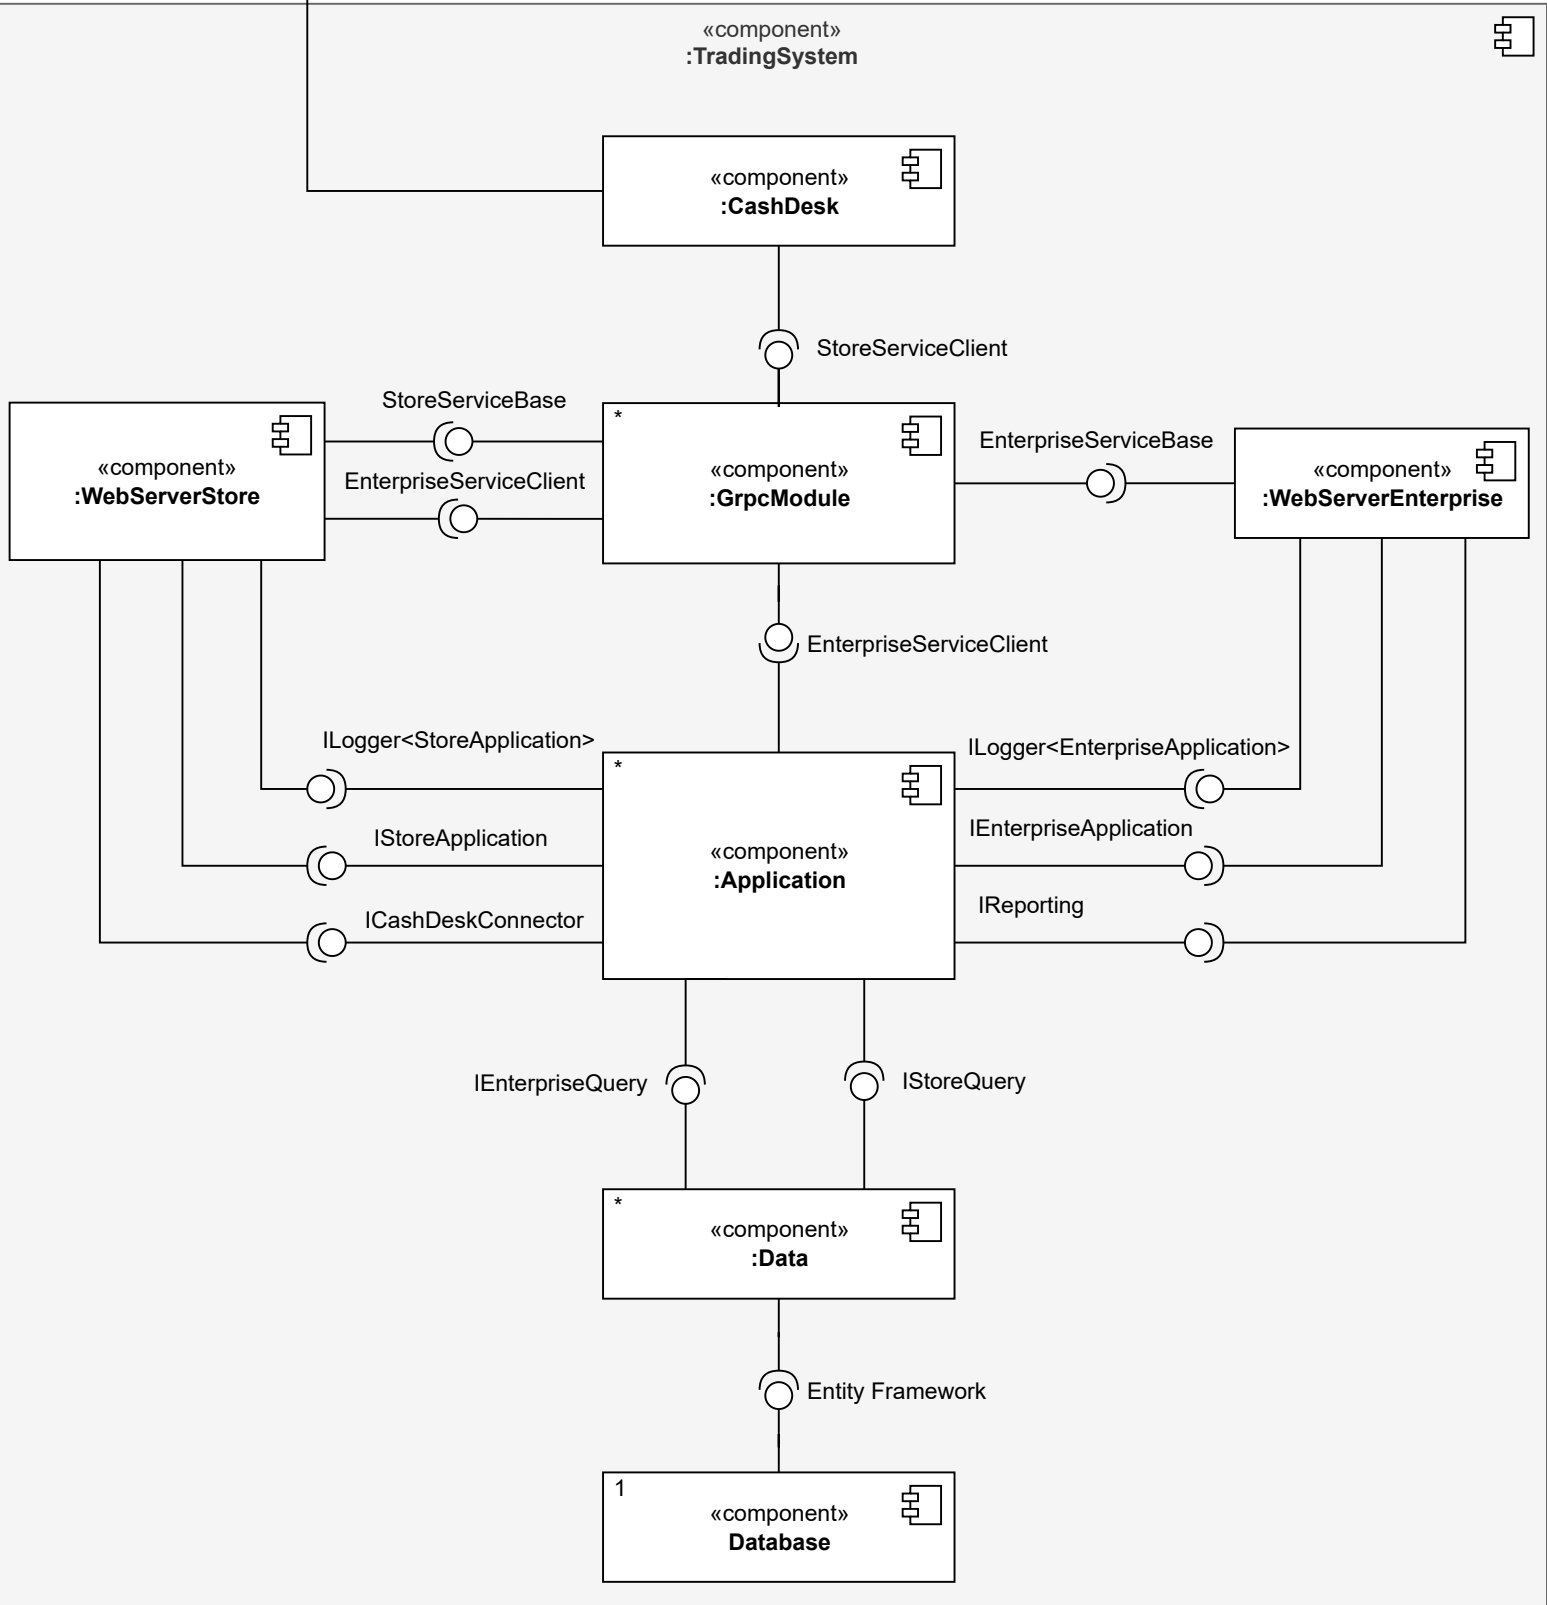 «component»
:TradingSystem
«component»
:CashDesk
StoreServiceClient
StoreServiceBase
EnterpriseServiceClient
«component»
:WebServerStore
*
«component»
:GrpcModule
EnterpriseServiceBase
«component»
:WebServerEnterprise
EnterpriseServiceClient
ILogger<StoreApplication>
IStoreApplication
ICashDeskConnector
*
«component»
:Application
ILogger<EnterpriseApplication>
IEnterpriseApplication
IReporting
IEnterpriseQuery
IStoreQuery
*
«component»
:Data
Entity Framework
1
«component»
Database